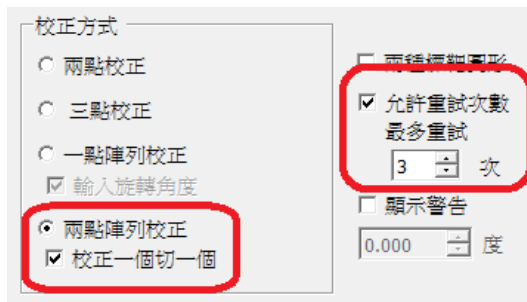 校正方式
兩點校正
三點校正
一點陣列校正
輸入旋轉角度
兩點陣列校正
校正一個切一個
兩種標靶圓形
允許重試次數
最多重試
3 次
顯示警告
0.000 度